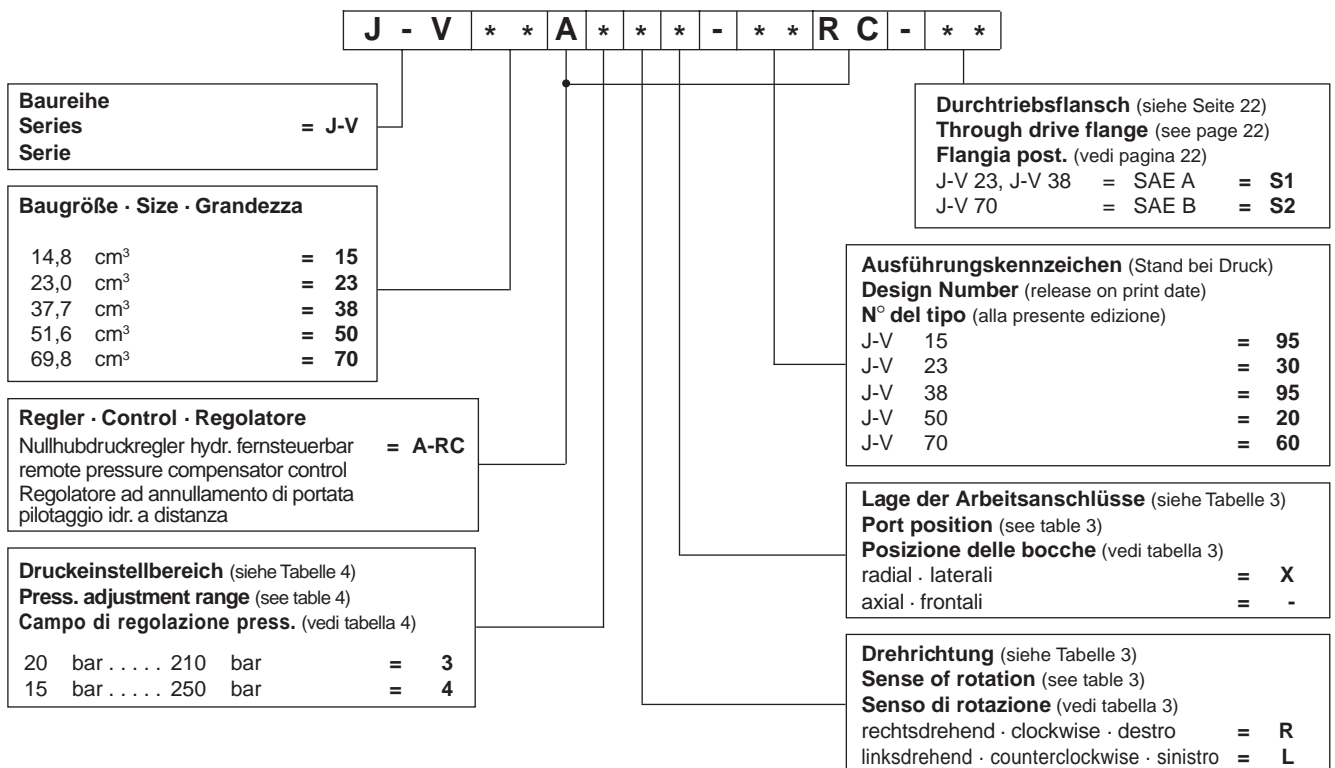 J - V * * A * * * - * * R C - * *
Baureihe
Series = J-V
Serie
Baugröße · Size · Grandezza
14,8 cm³ = 15
23,0 cm³ = 23
37,7 cm³ = 38
51,6 cm³ = 50
69,8 cm³ = 70
Regler · Control · Regolatore
Nullhubdruckregler hydr. fernsteuerbar = A-RC
remote pressure compensator control
Regolatore ad annullamento di portata
pilotaggio idr. a distanza
Druckeinstellbereich (siehe Tabelle 4)
Press. adjustment range (see table 4)
Campo di regolazione press. (vedi tabella 4)
20 bar . . . . . 210 bar = 3
15 bar . . . . . 250 bar = 4
Durchtriebsflansch (siehe Seite 22)
Through drive flange (see page 22)
Flangia post. (vedi pagina 22)
J-V 23, J-V 38 = SAE A = S1
J-V 70 = SAE B = S2
Ausführungskennzeichen (Stand bei Druck)
Design Number (release on print date)
N° del tipo (alla presente edizione)
J-V 15 = 95
J-V 23 = 30
J-V 38 = 95
J-V 50 = 20
J-V 70 = 60
Lage der Arbeitsanschlüsse (siehe Tabelle 3)
Port position (see table 3)
Posizione delle bocche (vedi tabella 3)
radial · laterali = X
axial · frontali = -
Drehrichtung (siehe Tabelle 3)
Sense of rotation (see table 3)
Senso di rotazione (vedi tabella 3)
rechtsdrehend · clockwise · destro = R
linksdrehend · counterclockwise · sinistro = L